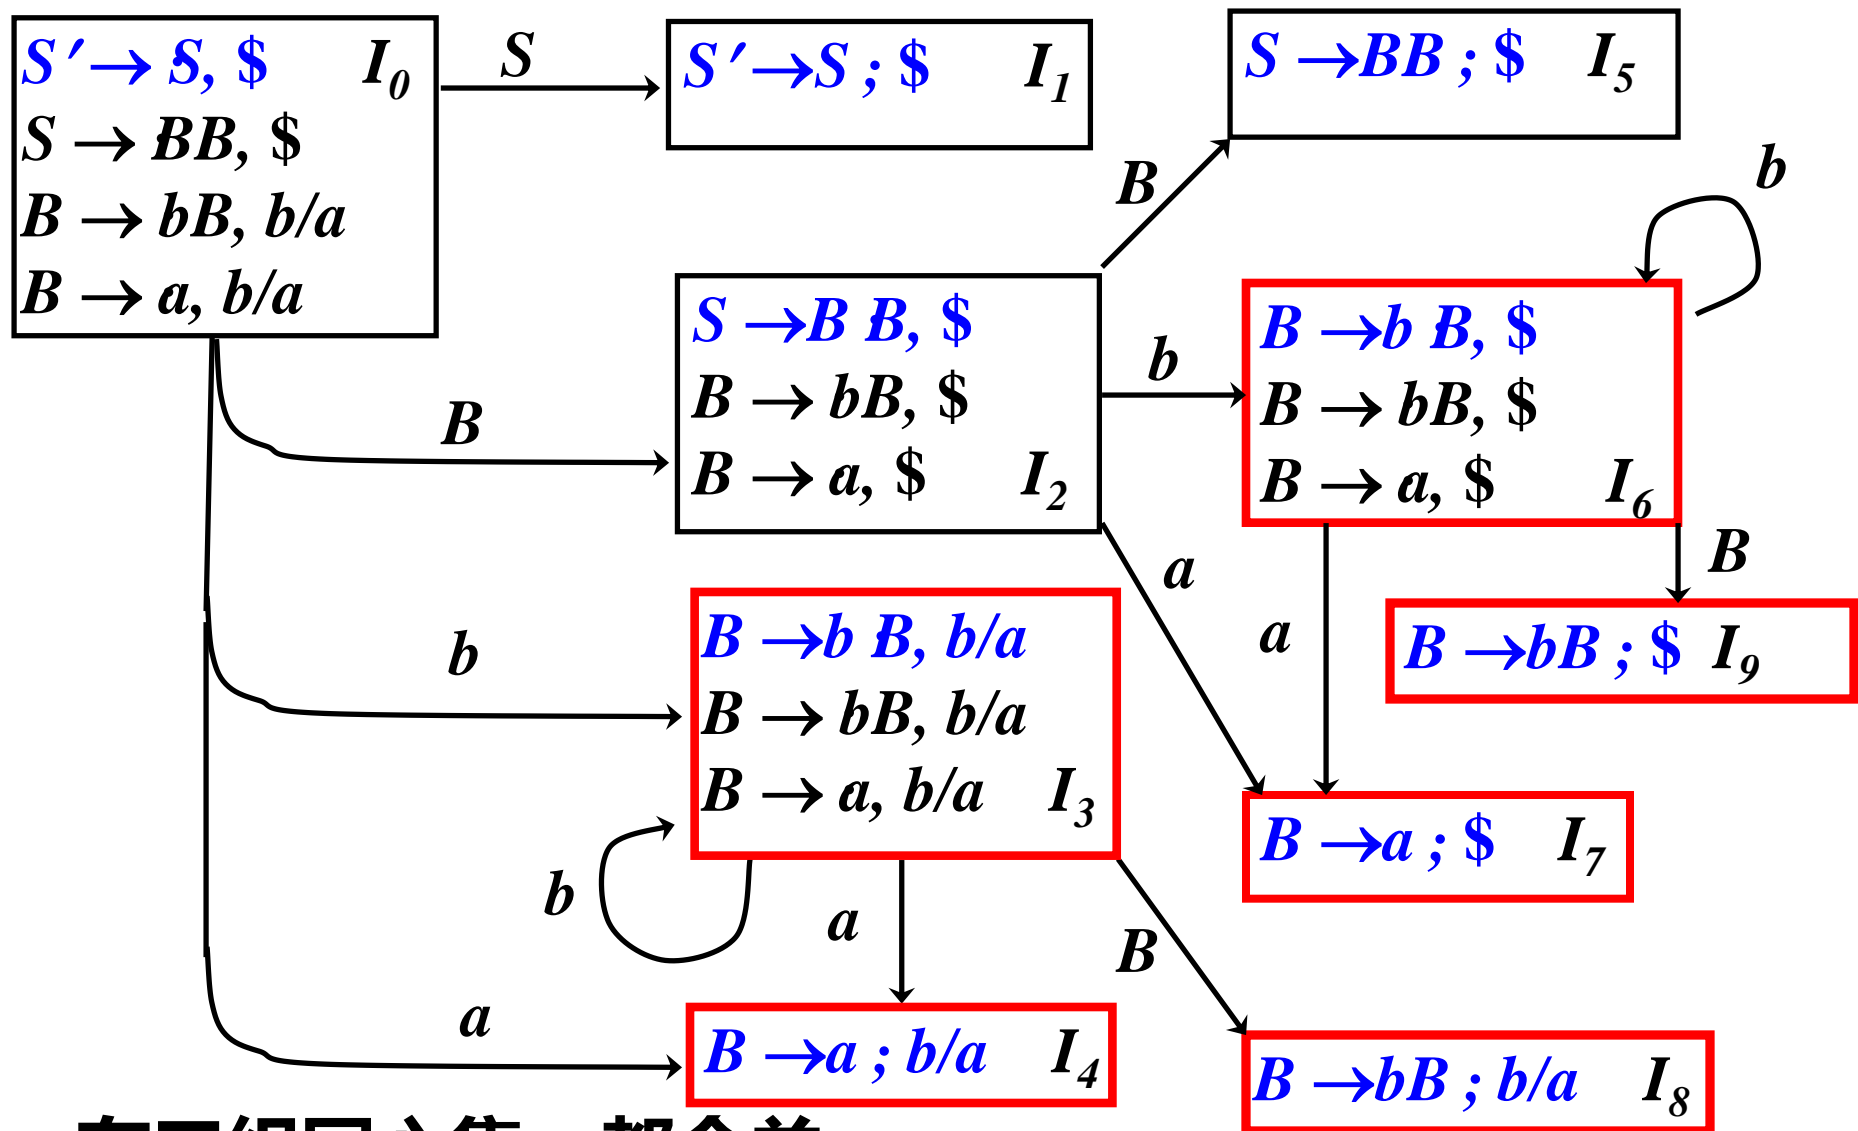 S′→·S, $ I0
S → ·BB, $
B → ·bB, b/a
B → ·a, b/a
S
S′→S·, $ I1
S →BB·, $ I5
B
b
S →B·B, $
B → ·bB, $
B → ·a, $ I2
b
B →b·B, $
B → ·bB, $
B → ·a, $ I6
B
a
a
B
B →bB·, $ I9
b
B →b·B, b/a
B → ·bB, b/a
B → ·a, b/a I3
B →a·, $ I7
b
a
B
a
B →a·, b/a I4
B →bB·, b/a I8